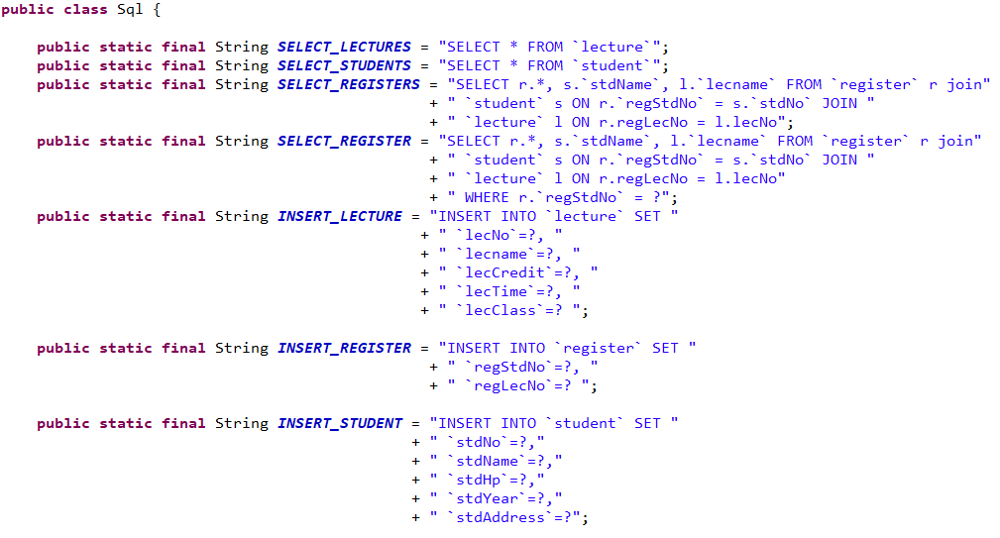 public class Sql {
public static final String SELECT_LECTURES = "SELECT * FROM `lecture`";
public static final String SELECT_STUDENTS = "SELECT * FROM `student`";
public static final String SELECT_REGISTERS = "SELECT r.*, s.`stdName`, l.`lecname` FROM `register` r join"
+ " `student` s ON r.`regStdNo` = s.`stdNo` JOIN "
+ " `lecture` l ON r.regLecNo = l.lecNo";
public static final String SELECT_REGISTER = "SELECT r.*, s.`stdName`, l.`lecname` FROM `register` r join"
+ " `student` s ON r.`regStdNo` = s.`stdNo` JOIN "
+ " `lecture` l ON r.regLecNo = l.lecNo"
+ " WHERE r.`regStdNo` = ?";
public static final String INSERT_LECTURE = "INSERT INTO `lecture` SET "
+ " `lecNo`=?, "
+ " `lecname`=?, "
+ " `lecCredit`=?, "
+ " `lecTime`=?, "
+ " `lecClass`=? ";
public static final String INSERT_REGISTER = "INSERT INTO `register` SET "
+ " `regStdNo`=?, "
+ " `regLecNo`=? ";
public static final String INSERT_STUDENT = "INSERT INTO `student` SET "
+ " `stdNo`=?,"
+ " `stdName`=?,"
+ " `stdHp`=?,"
+ " `stdYear`=?,"
+ " `stdAddress`=?";